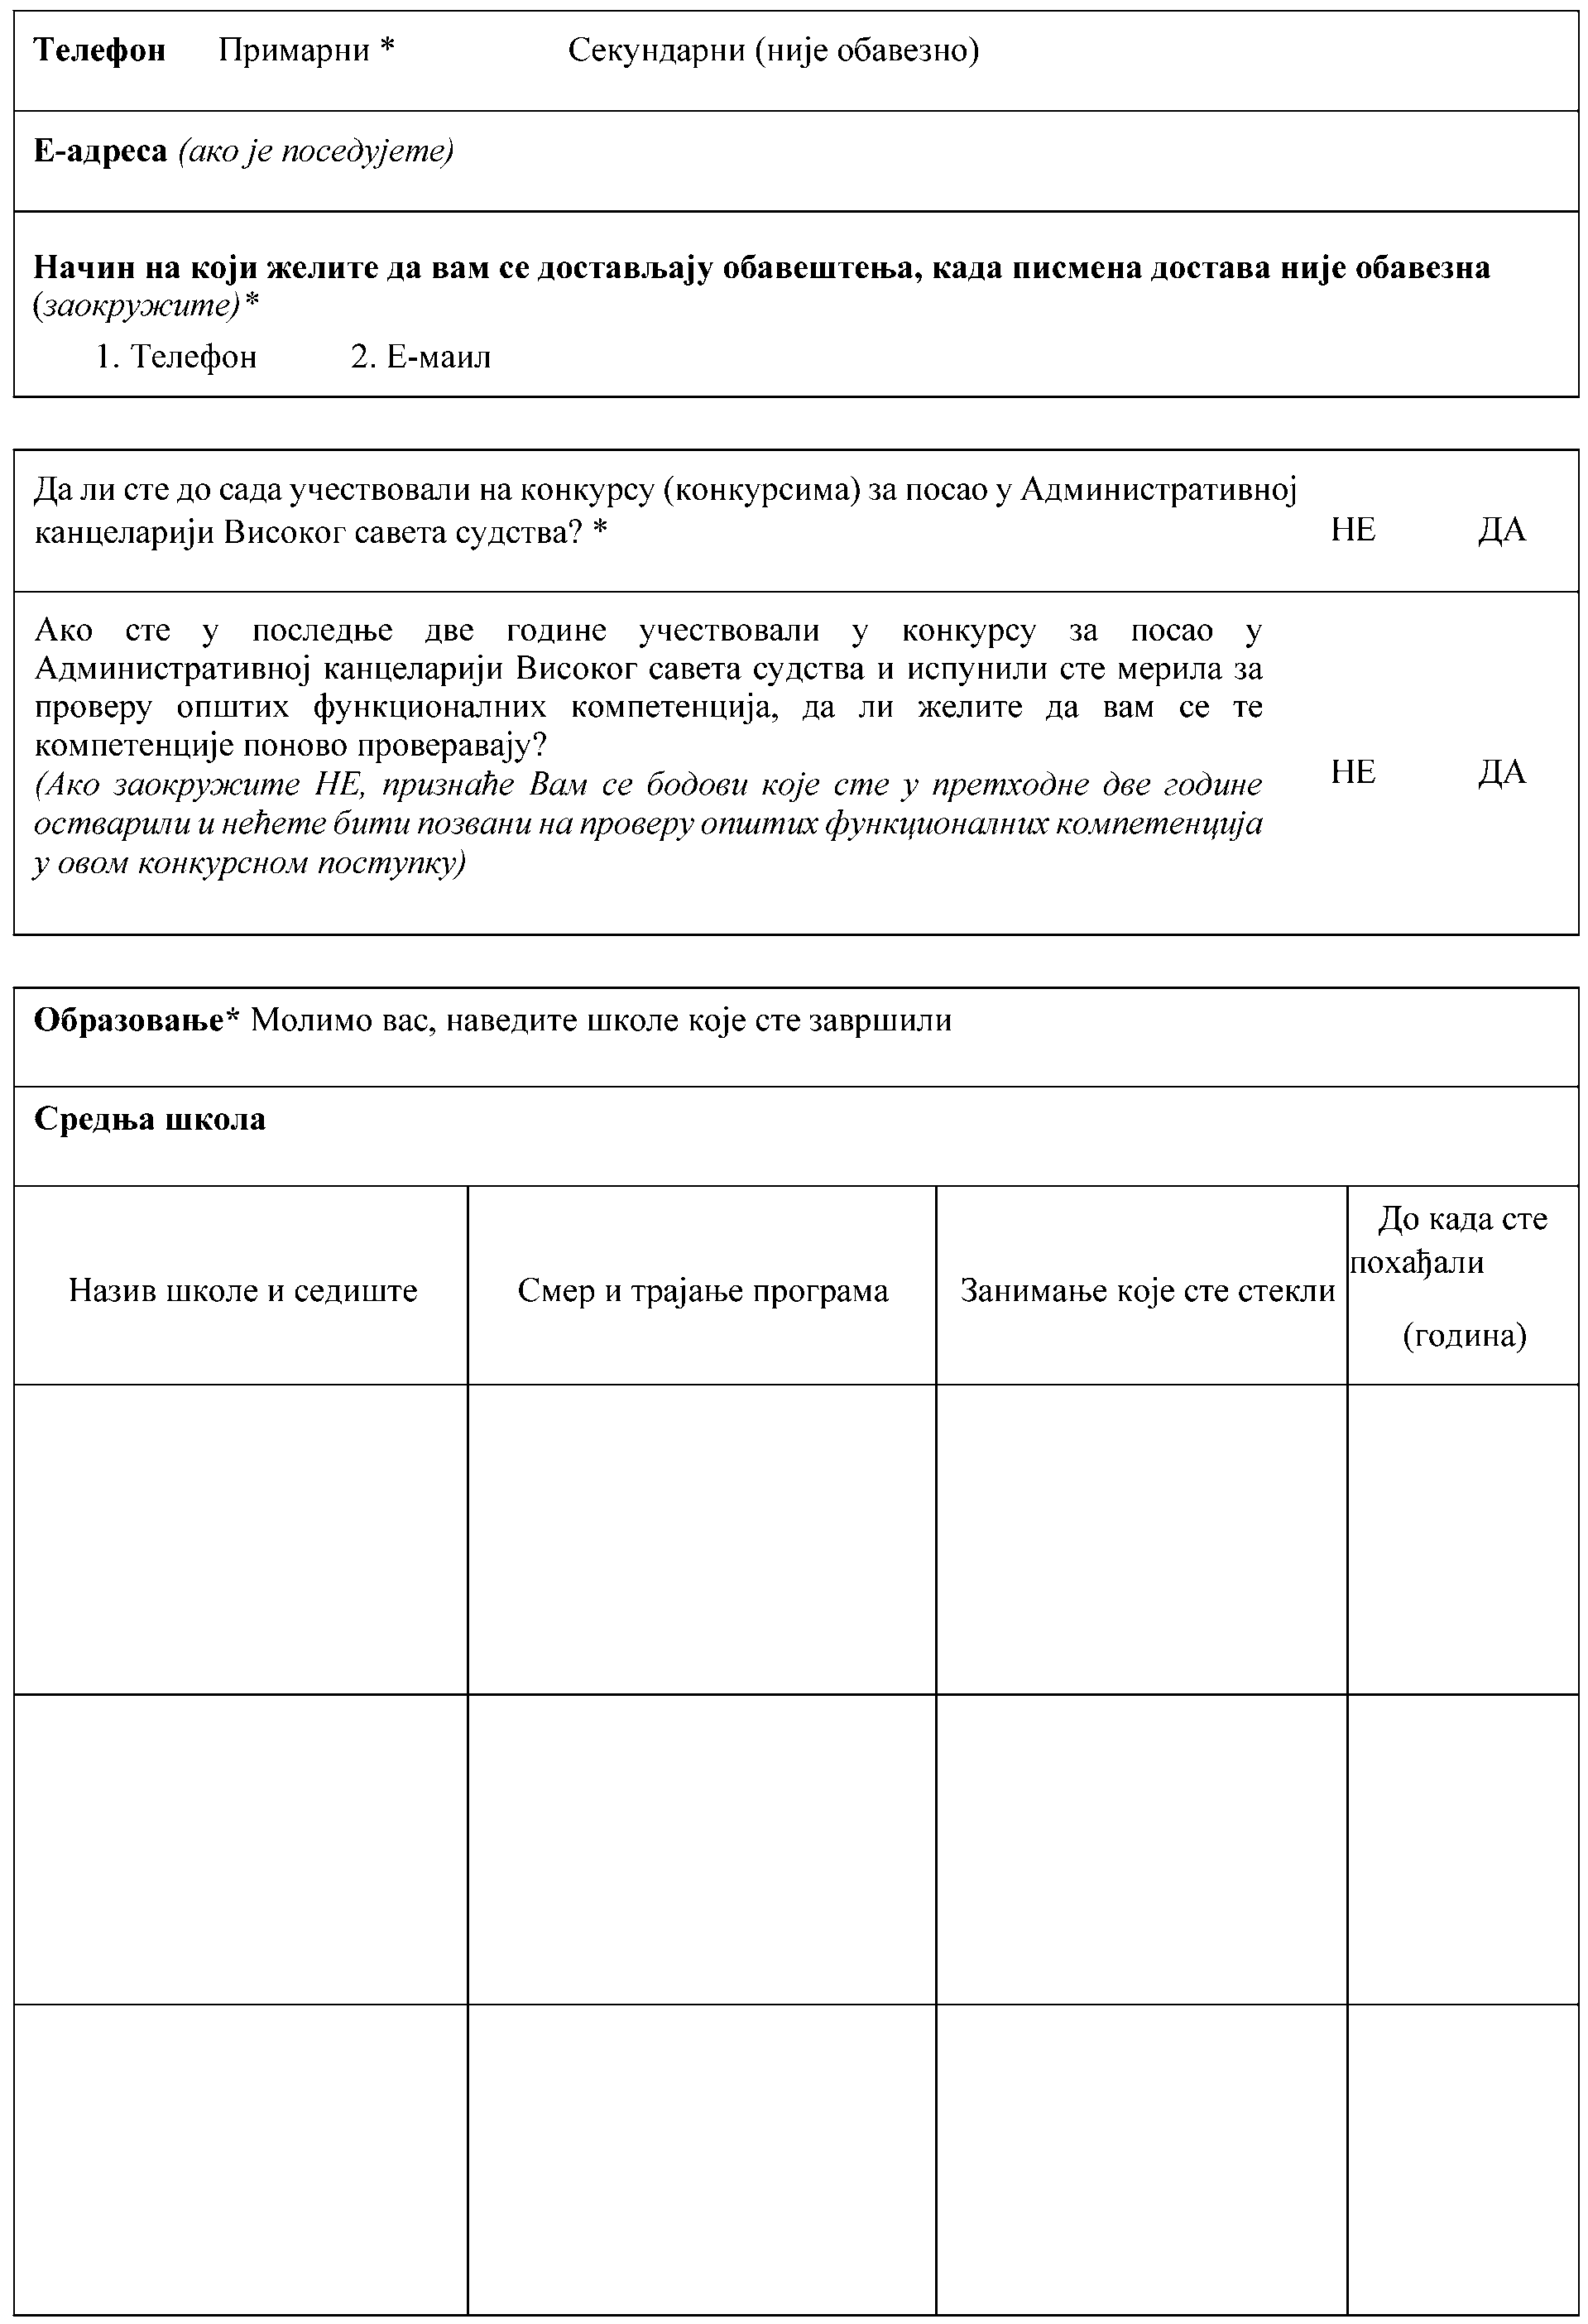 Телефон Примарни * Секундарни (није обавезно)
Е-адреса (ако је поседујете)
Начин на који желите да вам се достављају обавештења, када писмена достава није обавезна
(заокружите)*
1. Телефон 2. Е-маил
Да ли сте до сада учествовали на конкурсу (конкурсима) за посао у Административној
канцеларији Високог савета судства? * НЕ ДА
Ако сте у последње две године учествовали у конкурсу за посао у
Административној канцеларији Високог савета судства и испунили сте мерила за
проверу општих функционалних компетенција, да ли желите да вам се те
компетенције поново проверавају?
(Ако заокружите НЕ, признаће Вам се бодови које сте у претходне две године
остварили и нећете бити позвани на проверу општих функционалних компетенција
у овом конкурсном поступку)
НЕ ДА
Образовање* Молимо вас, наведите школе које сте завршили
Средња школа
Назив школе и седиште
Смер и трајање програма
Занимање које сте стекли
До када сте
похађали
(година)